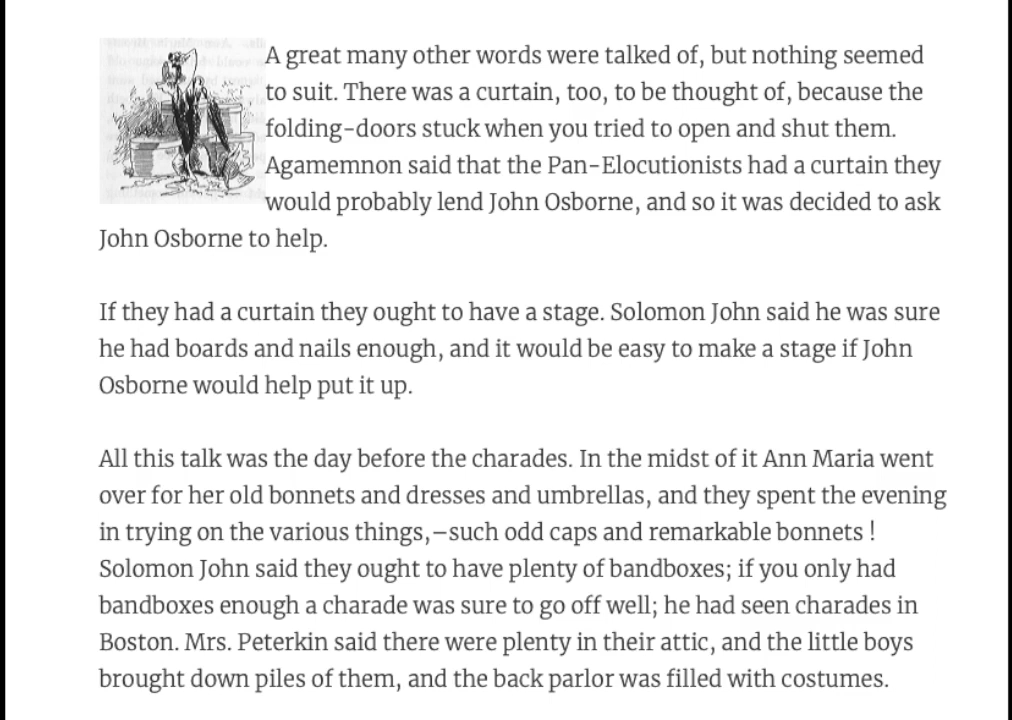 A great many other words were talked of, but nothing seemed
to suit. There was a curtain, too, to be thought of, because the
folding-doors stuck when you tried to open and shut them.
Agamemnon said that the Pan-Elocutionists had a curtain they
would probably lend John Osborne, and so it was decided to ask
John Osborne to help.
If they had a curtain they ought to have a stage. Solomon John said he was sure
he had boards and nails enough, and it would be easy to make a stage if John
Osborne would help put it up.
All this talk was the day before the charades. In the midst of it Ann Maria went
over for her old bonnets and dresses and umbrellas, and they spent the evening
in trying on the various things,–such odd caps and remarkable bonnets !
Solomon John said they ought to have plenty of bandboxes; if you only had
bandboxes enough a charade was sure to go off well; he had seen charades in
Boston. Mrs. Peterkin said there were plenty in their attic, and the little boys
brought down piles of them, and the back parlor was filled with costumes.